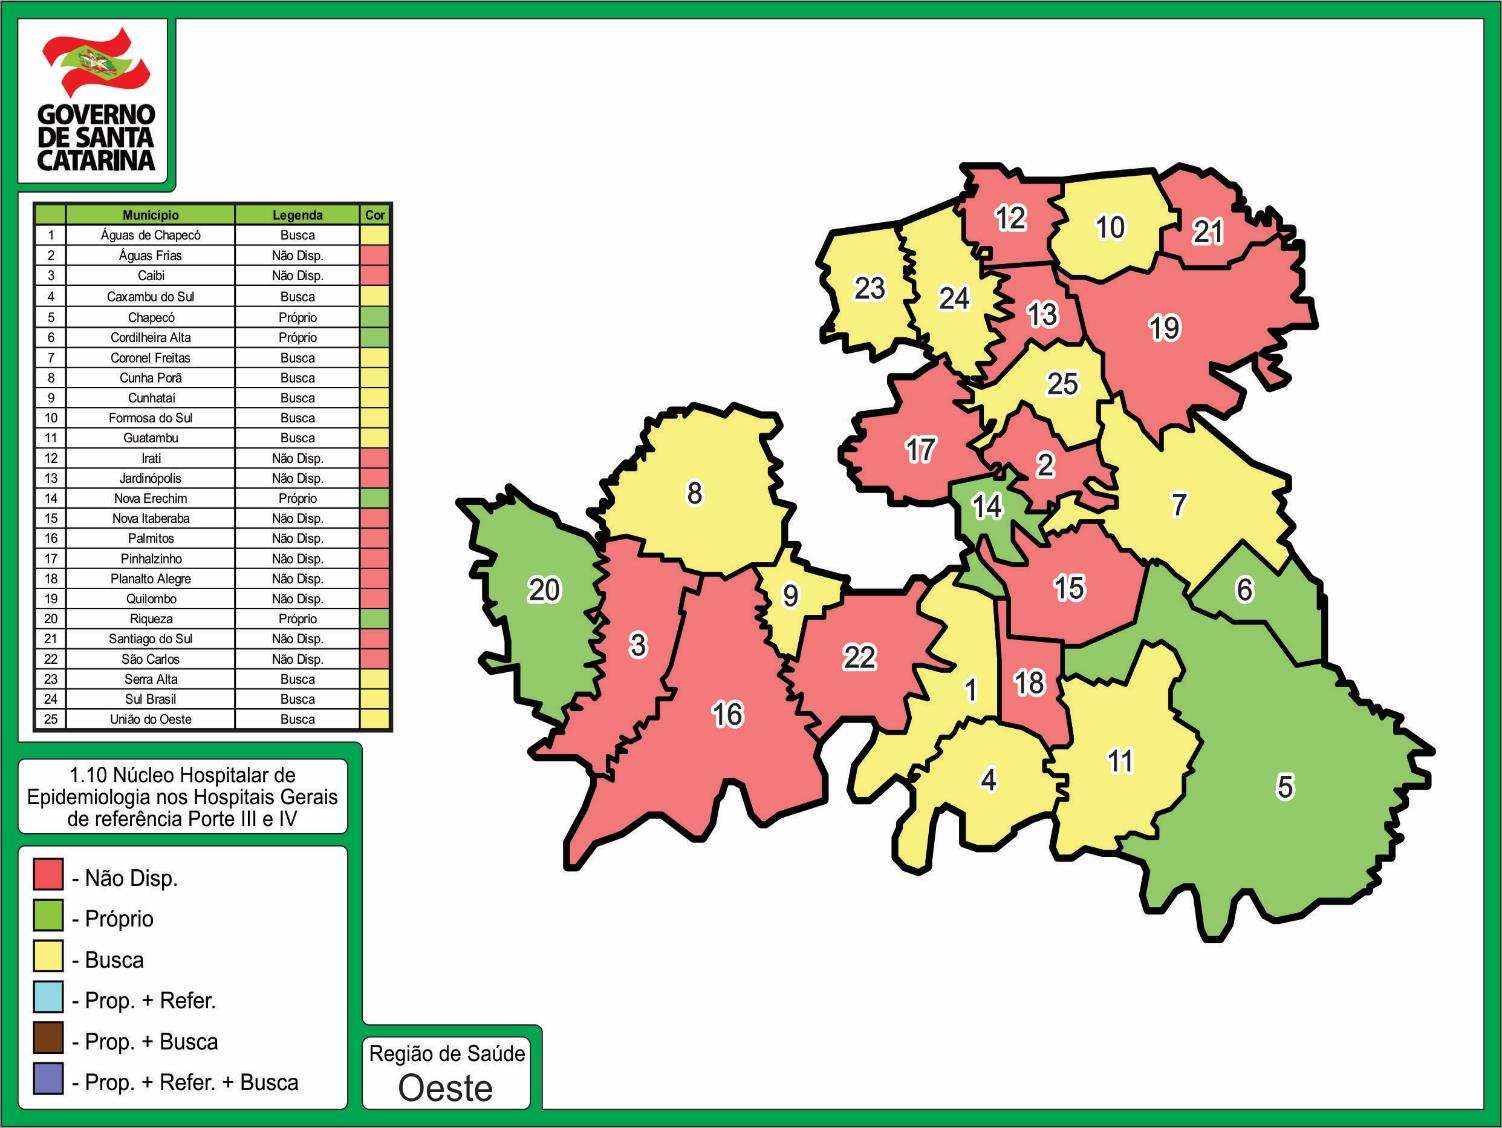 GOVERNO
DE SANTA
CATARINA
Município Legenda Cor
1 Águas de Chapecó Busca
2 Águas Frias Não Disp.
3 Caibi Não Disp.
4 Caxambu do Sul Busca
5 Chapecó Próprio
6 Cordilheira Alta Próprio
7 Coronel Freitas Busca
8 Cunha Porã Busca
9 Cunhataí Busca
10 Formosa do Sul Busca
11 Guatambu Busca
12 Irati Não Disp.
13 Jardinópolis Não Disp.
14 Nova Erechim Próprio
15 Nova Itaberaba Não Disp.
16 Palmitos Não Disp.
17 Pinhalzinho Não Disp.
18 Planalto Alegre Não Disp.
19 Quilombo Não Disp.
20 Riqueza Próprio
21 Santiago do Sul Não Disp.
22 São Carlos Não Disp.
23 Serra Alta Busca
24 Sul Brasil Busca
25 União do Oeste Busca
1.10 Núcleo Hospitalar de
Epidemiologia nos Hospitais Gerais
de referência Porte III e IV
- Não Disp.
- Próprio
- Busca
- Prop. + Refer.
- Prop. + Busca
- Prop. + Refer. + Busca
Região de Saúde
Oeste
12
10
21
23
24
13
19
25
17
2
8
14
7
20
9
15
6
3
22
1
18
16
4
11
5